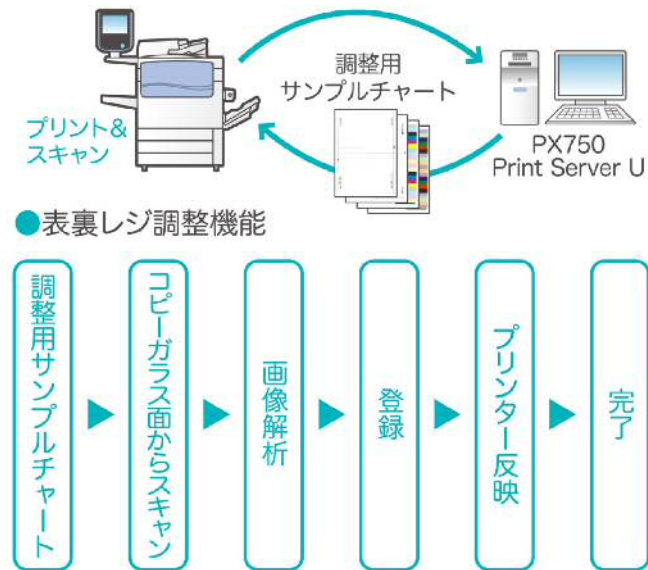 調整用
サンプルチャート
プリント&
スキャン
PX750
Print Server U
●表裏レジ調整機能
調整用サンプルチャート
コピーガラス面からスキャン
画像解析
登録
プリンター反映
完了